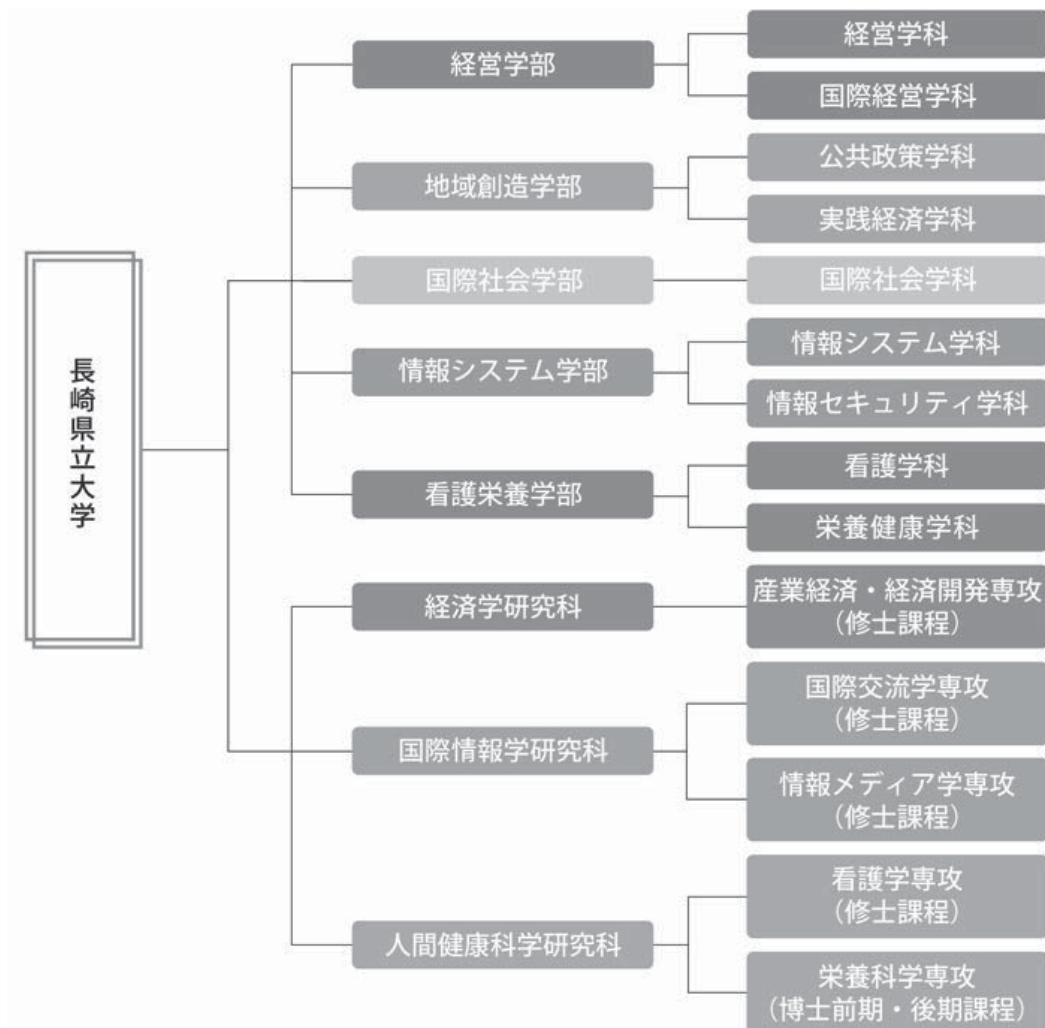 長崎県立大学
経営学部
経営学科
国際経営学科
地域創造学部
公共政策学科
実践経済学科
国際社会学部
国際社会学科
情報システム学部
情報システム学科
情報セキュリティ学科
看護栄養学部
看護学科
栄養健康学科
経済学研究科
産業経済・経済開発専攻
（修士課程）
国際情報学研究科
国際交流学専攻
（修士課程）
情報メディア学専攻
（修士課程）
人間健康科学研究科
看護学専攻
（修士課程）
栄養科学専攻
（博士前期・後期課程）